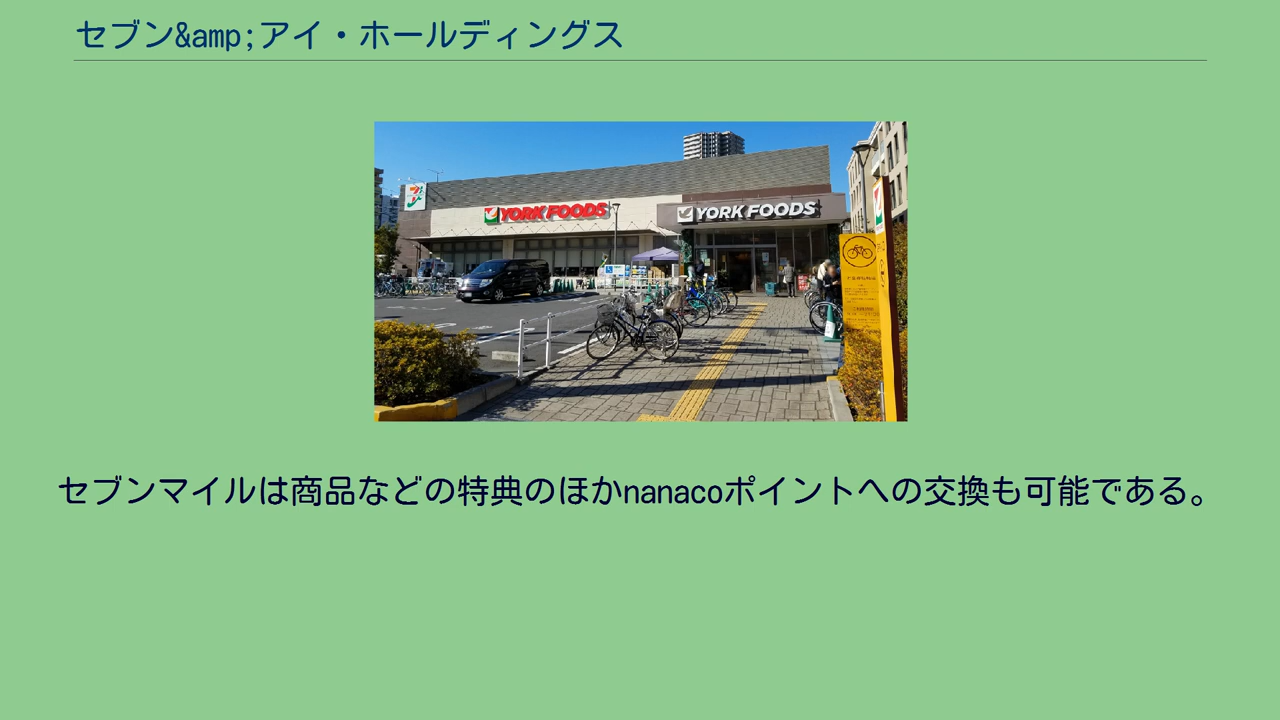 セブン&amp;アイ・ホールディングス
YORK FOODS
YORK FOODS
セブンマイルは商品などの特典のほかnanacoポイントへの交換も可能である。